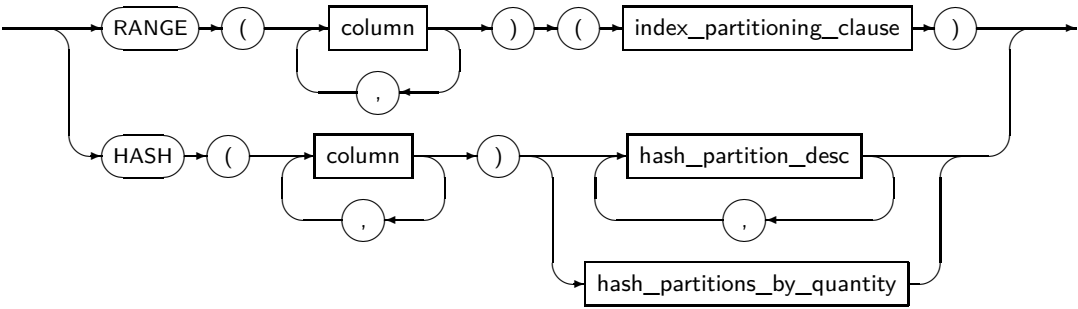 RANGE ( column ) ( index_partitioning_clause )
,
HASH ( column ) hash_partition_desc
, ,
hash_partitions_by_quantity